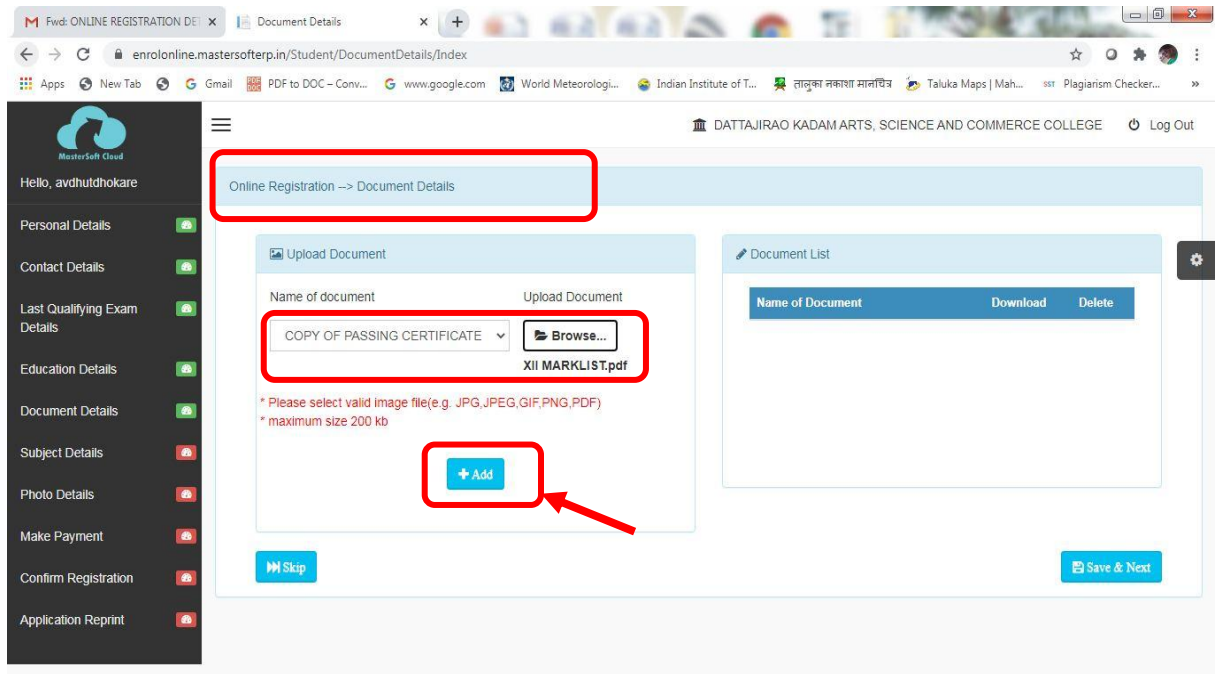 Fwd: ONLINE REGISTRATION DET
Document Details
enrolonline.mastersofterp.in/Student/DocumentDetails/Index
Apps New Tab Gmail PDF to DOC – Conv... www.google.com World Meteorologi... Indian Institute of T... तालुका नकाशा मानचित्र Taluka Maps | Mah... SST Plagiarism Checker... »
MasterSoft Cloud
DATTAJIRAO KADAM ARTS, SCIENCE AND COMMERCE COLLEGE Log Out
Hello, avdhutdhokare
Online Registration --> Document Details
Personal Details
Contact Details
Last Qualifying Exam
Details
Education Details
Document Details
Subject Details
Photo Details
Make Payment
Confirm Registration
Application Reprint
Upload Document
Name of document Upload Document
COPY OF PASSING CERTIFICATE Browse...
XII MARKLIST.pdf
* Please select valid image file(e.g. JPG,JPEG,GIF,PNG,PDF)
* maximum size 200 kb
+ Add
Document List
Name of Document Download Delete
Skip
Save & Next